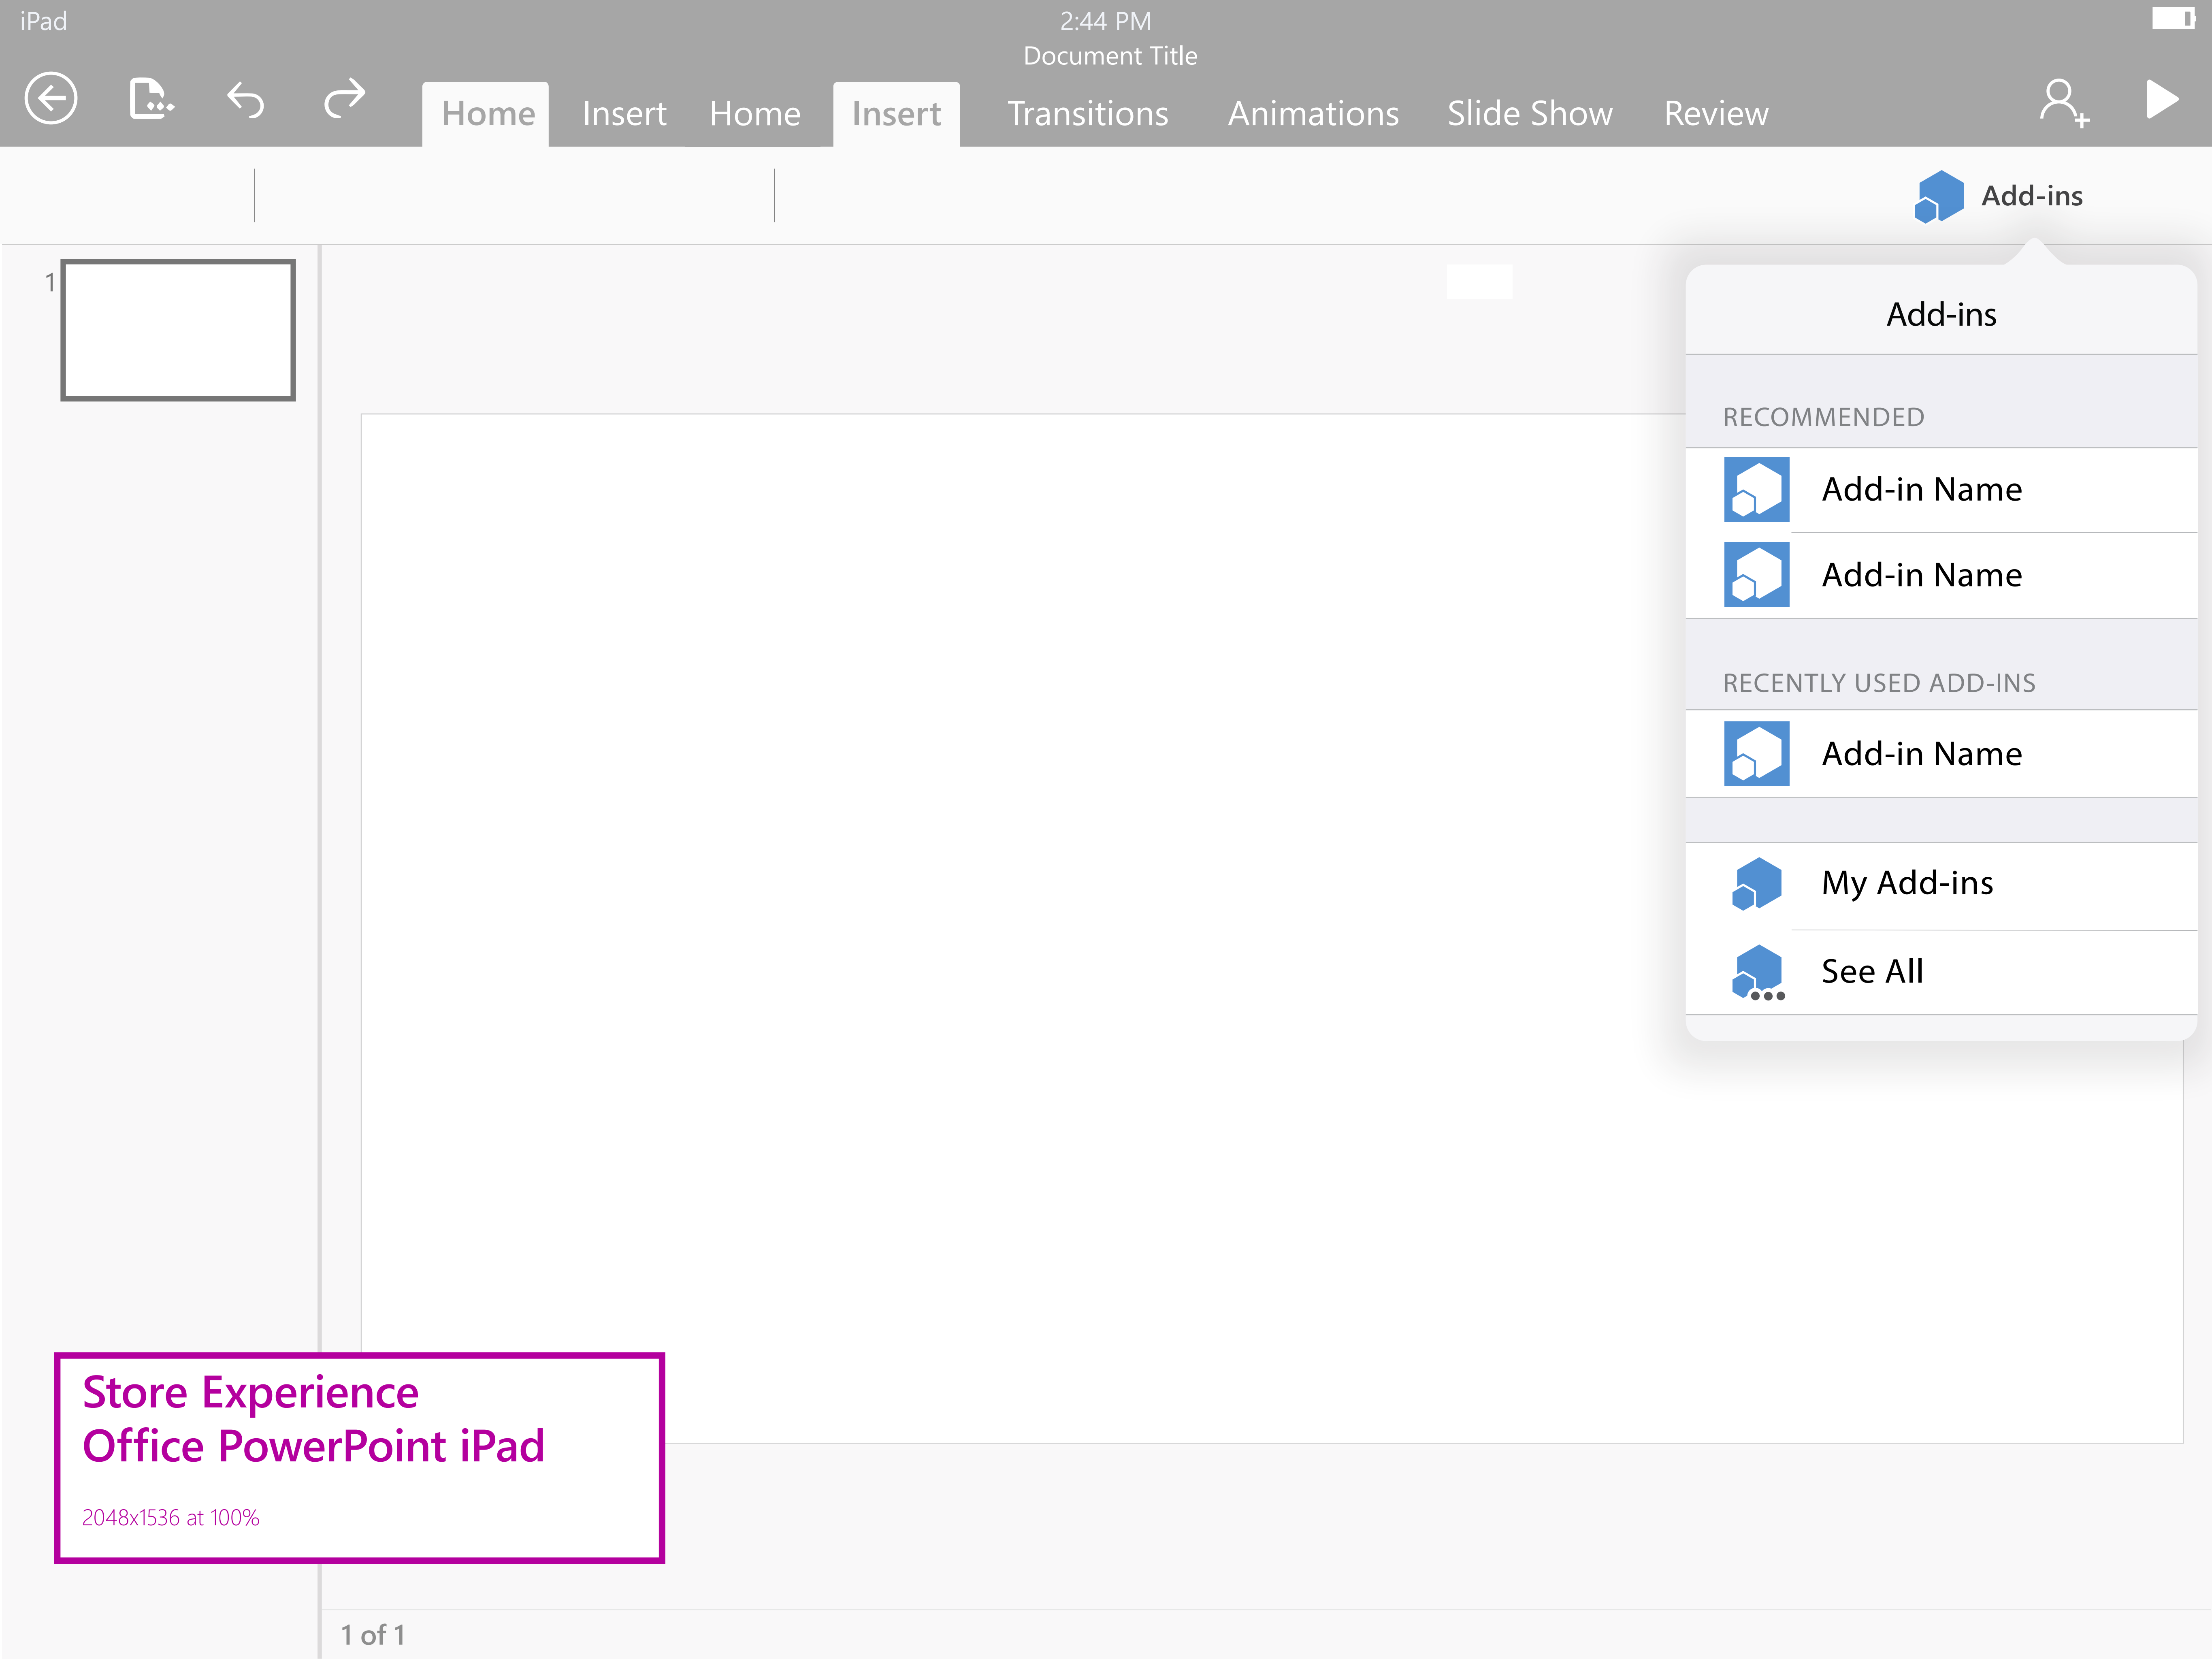 iPad
2:44 PM
Document Title
Home Insert Home Insert Transitions Animations Slide Show Review
Add-ins
1
Add-ins
RECOMMENDED
Add-in Name
Add-in Name
RECENTLY USED ADD-INS
Add-in Name
My Add-ins
See All
Store Experience
Office PowerPoint iPad
2048x1536 at 100%
1 of 1